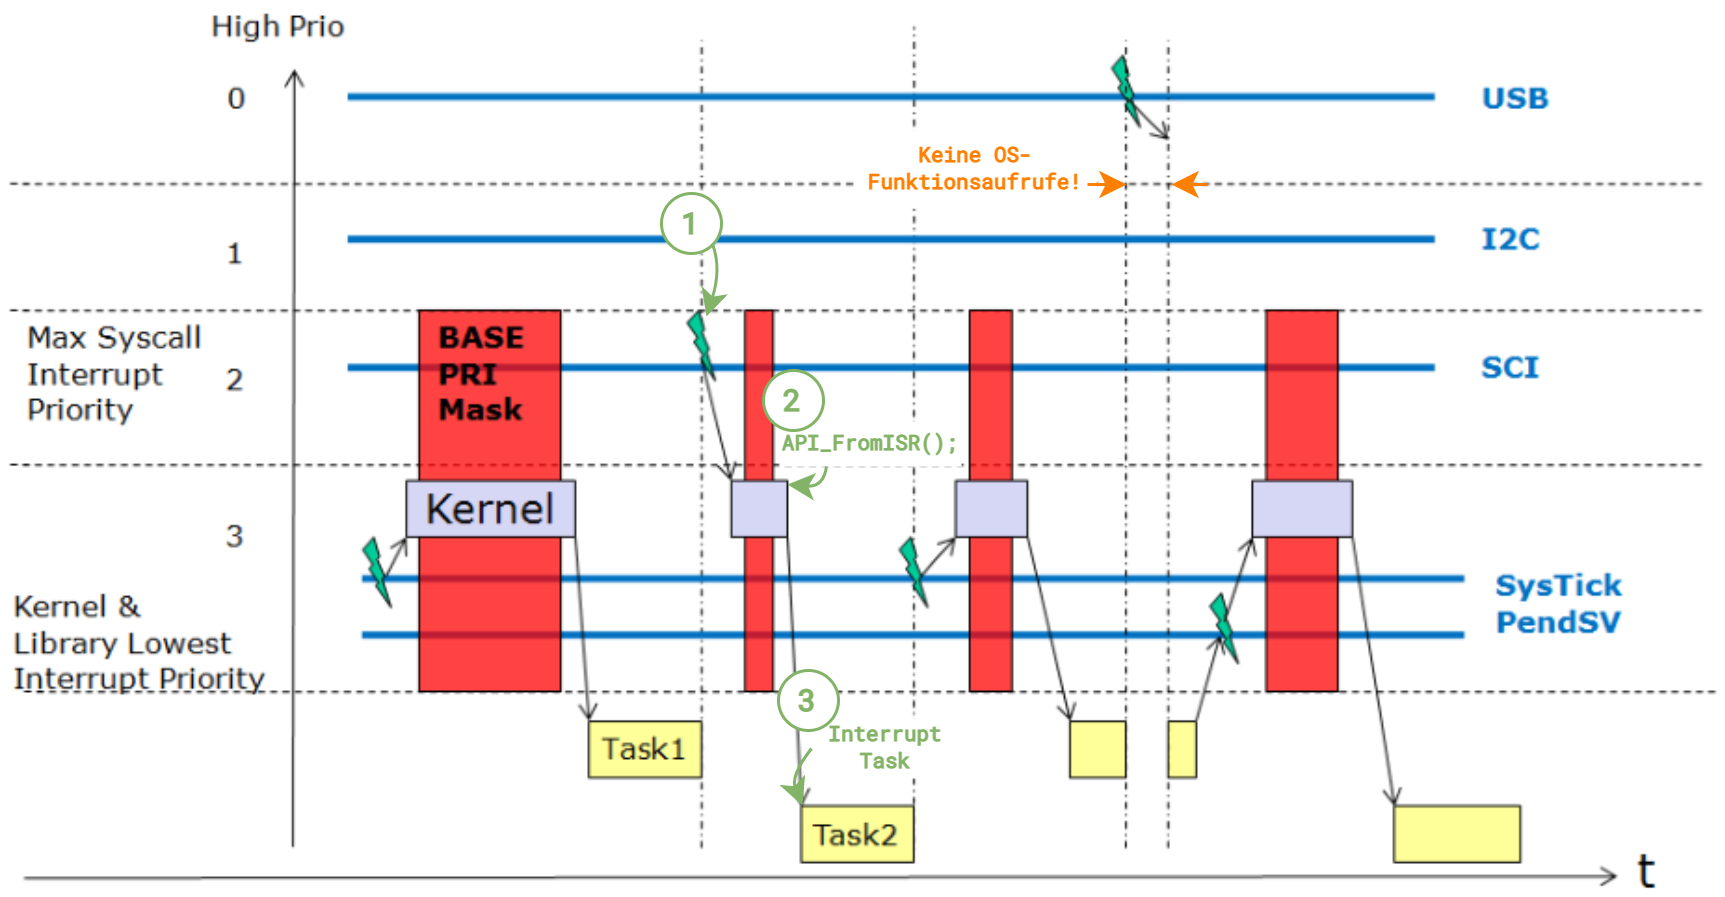 High Prio
0
USB
Keine OS-
Funktionsaufrufe!
1
1
I2C
Max Syscall
Interrupt
Priority
2
BASE
PRI
Mask
SCI
2
API_FromISR();
Kernel
3
SysTick
PendSV
Kernel &
Library Lowest
Interrupt Priority
3
Interrupt
Task
Task1
Task2
t